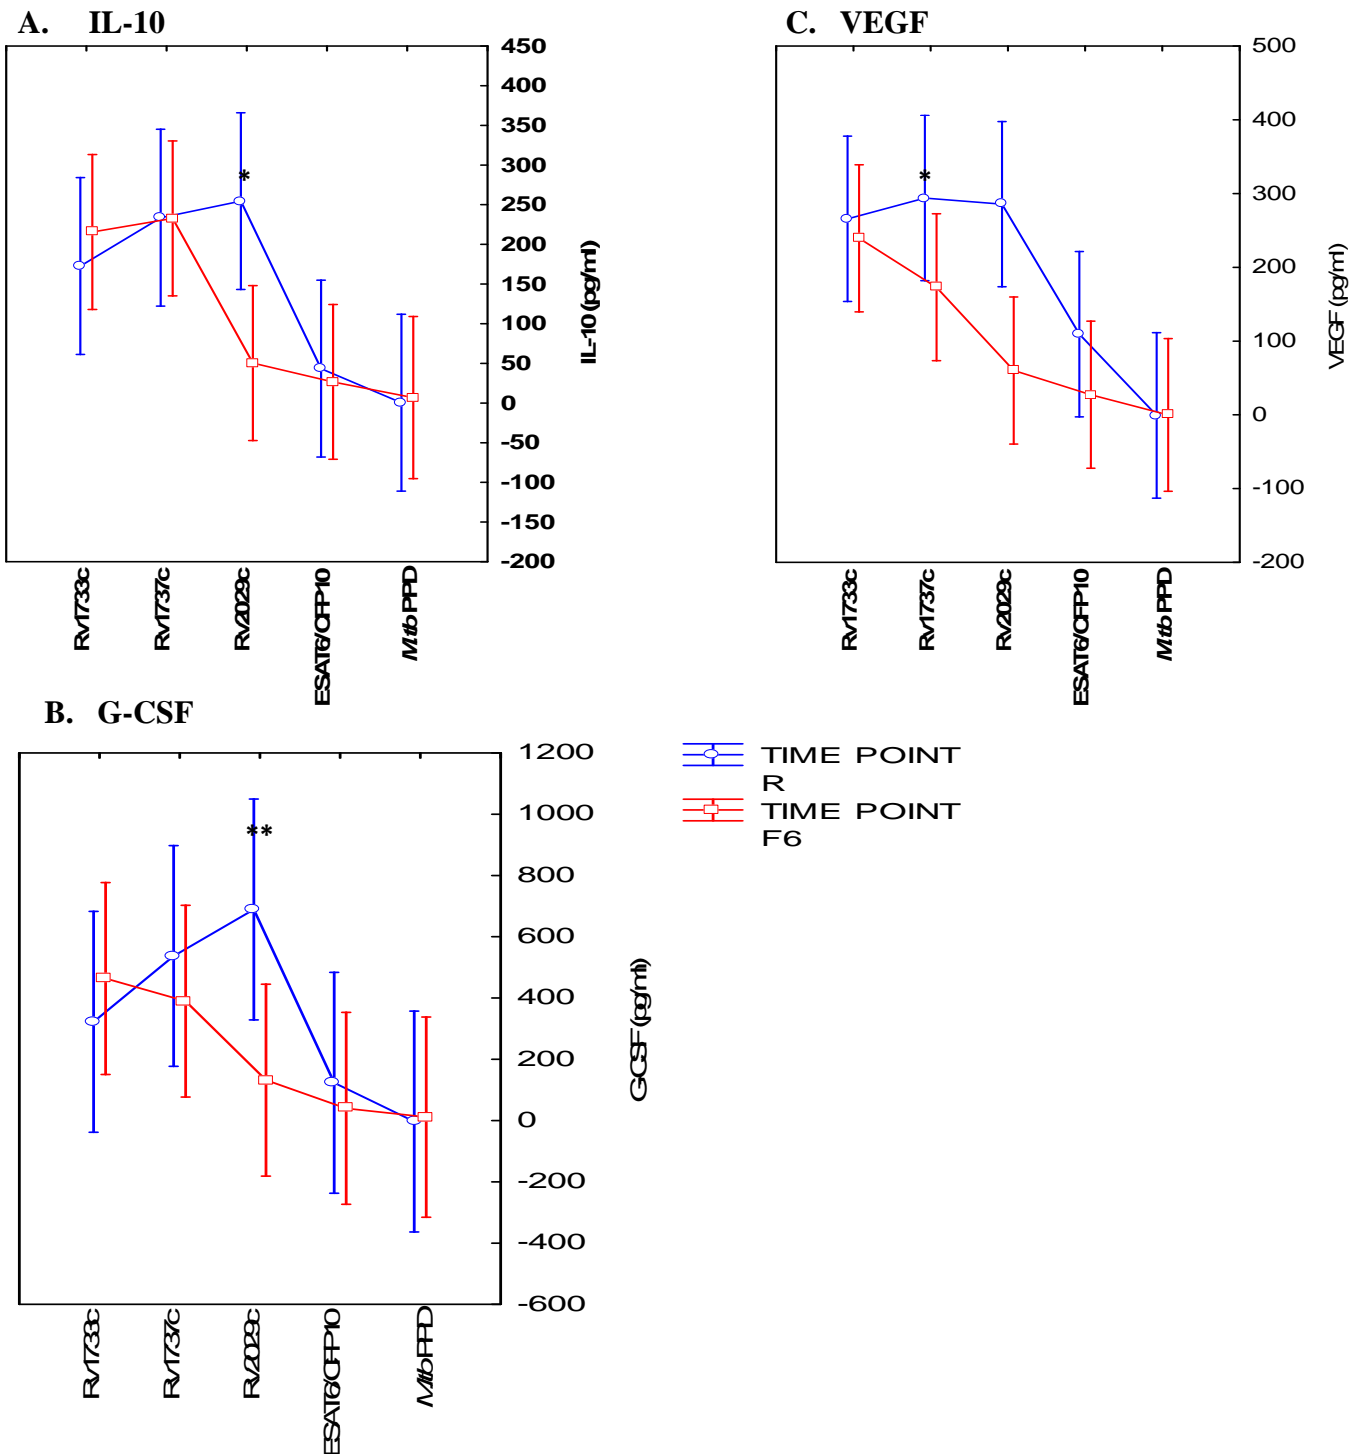 A. IL-10
450
400
350
300
250
200
150
100
50
0
-50
-100
-150
-200
IL-10 (pg/ml)
*
Rv1733c
Rv1737c
Rv2029c
ESAT6/CFP10
Mtb PPD
C. VEGF
500
400
300
200
100
0
-100
-200
VEGF (pg/ml)
*
Rv1733c
Rv1737c
Rv2029c
ESAT6/CFP10
Mtb PPD
B. G-CSF
1200
1000
800
600
400
200
0
-200
-400
-600
G-CSF (pg/ml)
**
Rv1733c
Rv1737c
Rv2029c
ESAT6/CFP10
Mtb PPD
TIME POINT
R
TIME POINT
F6